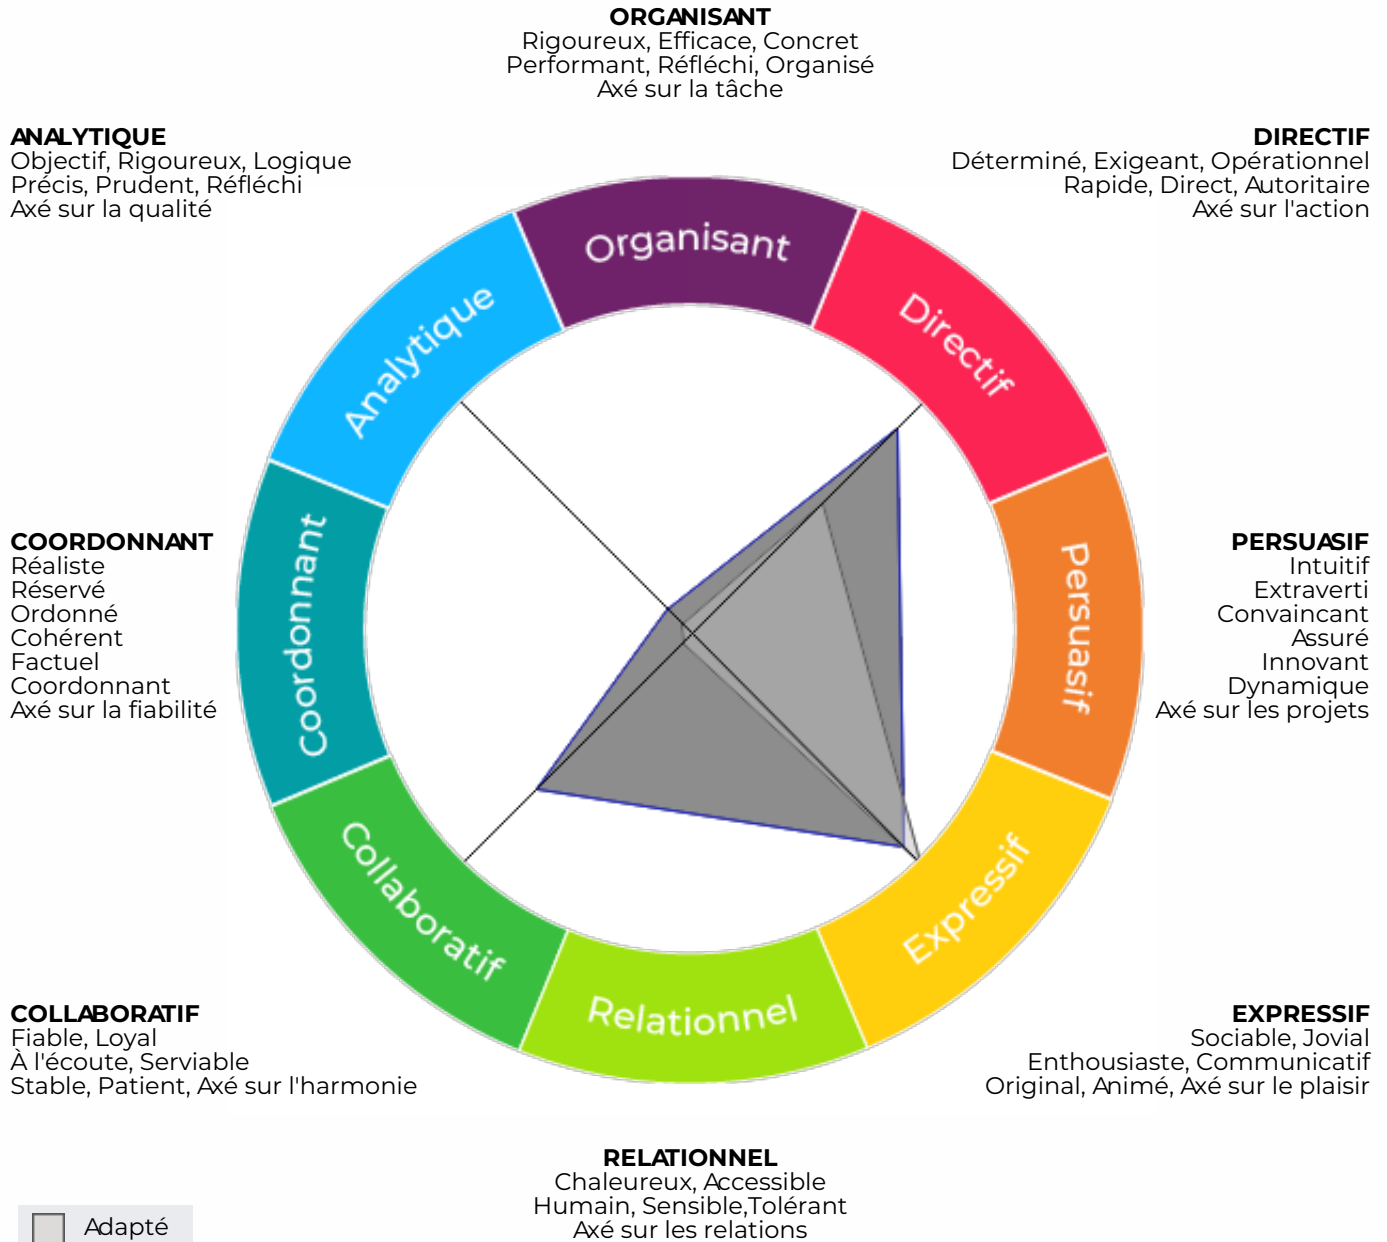 ORGANISANT
Rigoureux, Efficace, Concret
Performant, Réfléchi, Organisé
Axé sur la tâche
ANALYTIQUE
Objectif, Rigoureux, Logique
Précis, Prudent, Réfléchi
Axé sur la qualité
DIRECTIF
Déterminé, Exigeant, Opérationnel
Rapide, Direct, Autoritaire
Axé sur l'action
Organisant
Analytique
Directif
COORDONNANT
Réaliste
Réservé
Ordonné
Cohérent
Factuel
Coordonnant
Axé sur la fiabilité
Coordonnant
Persuasif
PERSUASIF
Intuitif
Extraverti
Convaincant
Assuré
Innovant
Dynamique
Axé sur les projets
Collaboratif
Relationnel
Expressif
COLLABORATIF
Fiable, Loyal
À l'écoute, Serviable
Stable, Patient, Axé sur l'harmonie
EXPRESSIF
Sociable, Jovial
Enthousiaste, Communicatif
Original, Animé, Axé sur le plaisir
RELATIONNEL
Chaleureux, Accessible
Humain, Sensible,Tolérant
Axé sur les relations
Adapté